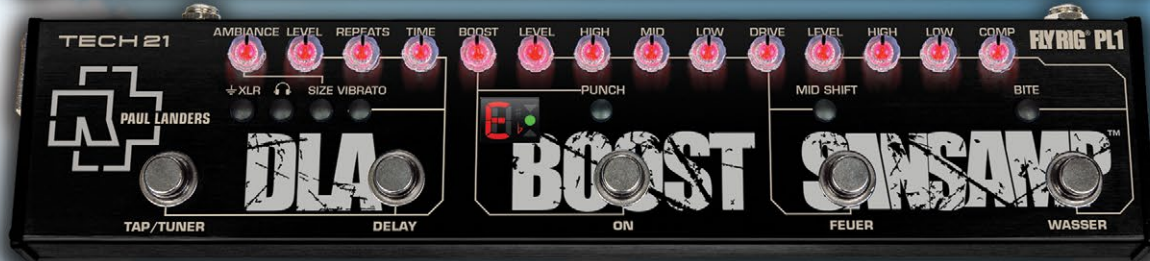 TECH 21
AMBIANCE LEVEL REPEATS TIME BOOST LEVEL HIGH MID LOW DRIVE LEVEL HIGH LOW COMP FLY RIG® PL1
XLR SIZE VIBRATO PUNCH MID SHIFT BITE
PAUL LANDERS
E♭
DLA BOOST SANSAMP™
TAP/TUNER DELAY ON FEUER WASSER